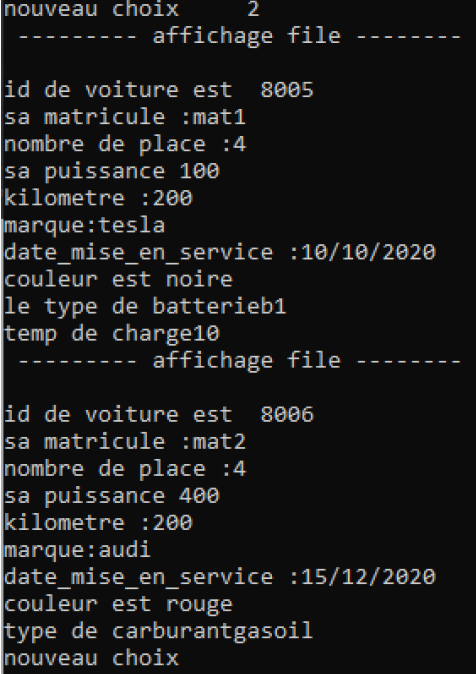 nouveau choix     2
 --------- affichage file --------
id de voiture est  8005
sa matricule :mat1
nombre de place :4
sa puissance 100
kilometre :200
marque:tesla
date_mise_en_service :10/10/2020
couleur est noire
le type de batterieb1
temp de charge10
 --------- affichage file --------
id de voiture est  8006
sa matricule :mat2
nombre de place :4
sa puissance 400
kilometre :200
marque:audi
date_mise_en_service :15/12/2020
couleur est rouge
type de carburantgasoil
nouveau choix